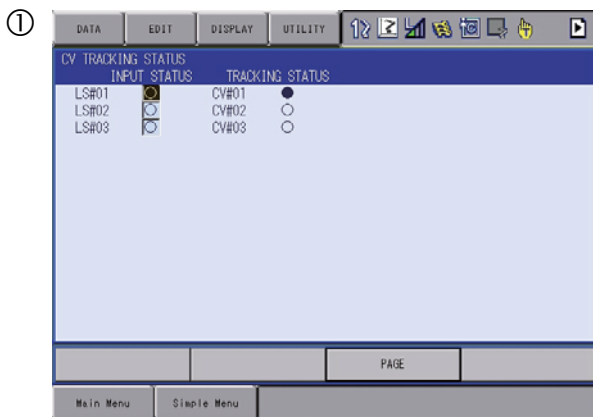 ①
DATA EDIT DISPLAY UTILITY
CV TRACKING STATUS
INPUT STATUS TRACKING STATUS
LS#01 CV#01
LS#02 CV#02
LS#03 CV#03
PAGE
Main Menu Simple Menu